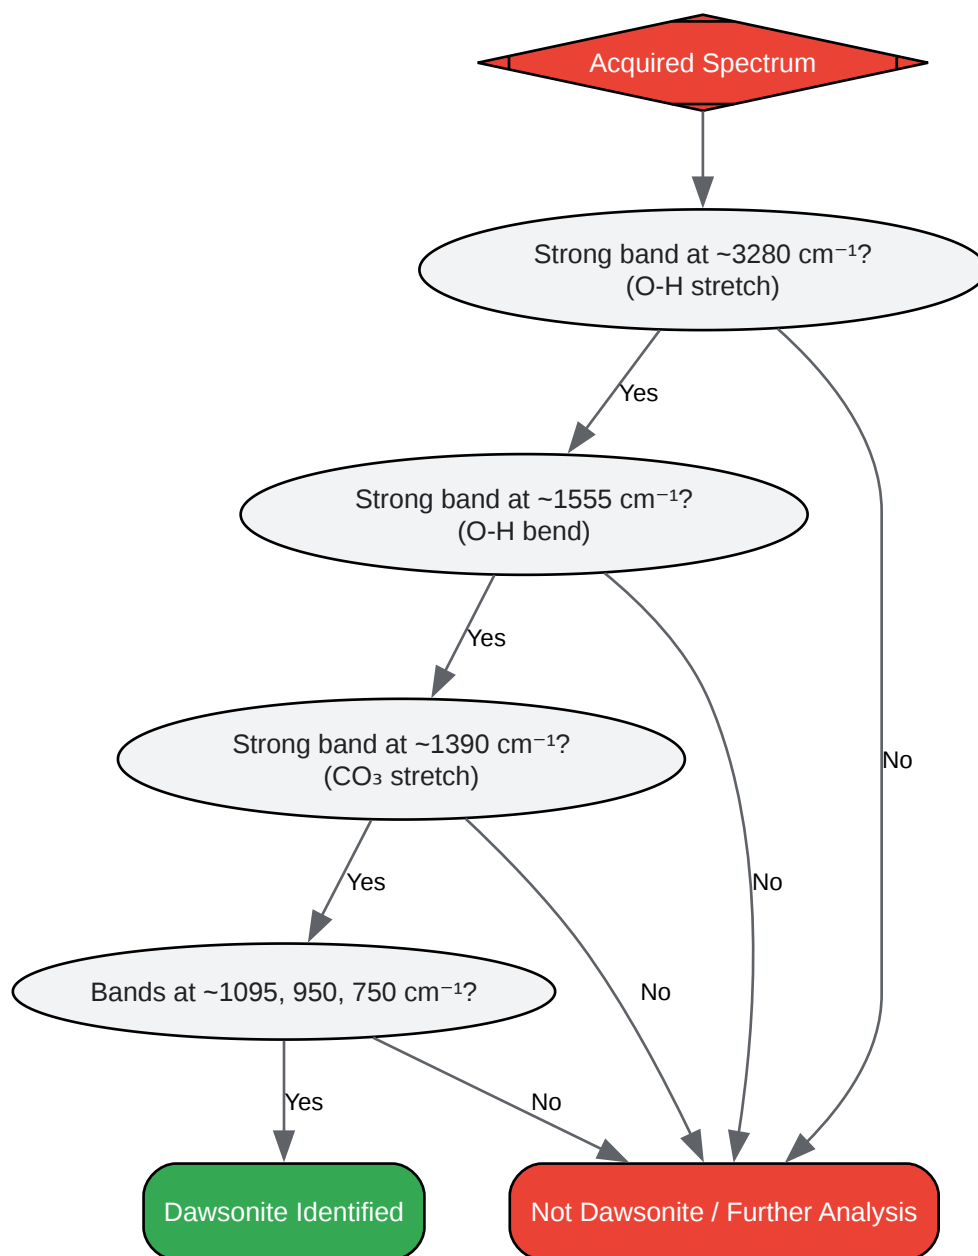 Acquired Spectrum
Strong band at ~3280 cm⁻¹?
(O-H stretch)
Yes
Strong band at ~1555 cm⁻¹?
(O-H bend)
Yes
Strong band at ~1390 cm⁻¹?
(CO₃ stretch)
No
Yes
No
Bands at ~1095, 950, 750 cm⁻¹?
No
Yes
No
Dawsonite Identified
Not Dawsonite / Further Analysis